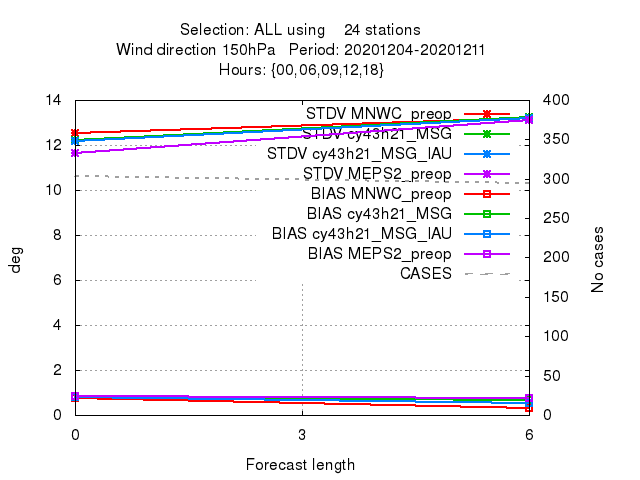 Selection: ALL using    24 stations
Wind direction 150hPa   Period: 20201204-20201211
Hours: {00,06,09,12,18}
14
12
10
8
6
4
2
0
deg
400
350
300
250
200
150
100
50
0
No cases
STDV MNWC_preop
STDV cy43h21_MSG
STDV cy43h21_MSG_IAU
STDV MEPS2_preop
BIAS MNWC_preop
BIAS cy43h21_MSG
BIAS cy43h21_MSG_IAU
BIAS MEPS2_preop
CASES
0 3 6
Forecast length